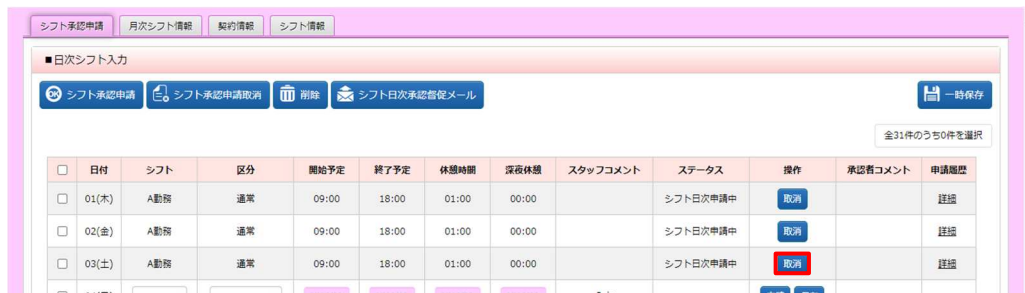 シフト承認申請 月次シフト情報 契約情報 シフト情報
■日次シフト入力
OK シフト承認申請 シフト承認申請取消 削除 シフト日次承認督促メール 一時保存
全31件のうち0件を選択
日付 シフト 区分 開始予定 終了予定 休憩時間 深夜休憩 スタッフコメント ステータス 操作 承認者コメント 申請履歴
01(木) A勤務 通常 09:00 18:00 01:00 00:00 シフト日次申請中 取消 詳細
02(金) A勤務 通常 09:00 18:00 01:00 00:00 シフト日次申請中 取消 詳細
03(土) A勤務 通常 09:00 18:00 01:00 00:00 シフト日次申請中 取消 詳細